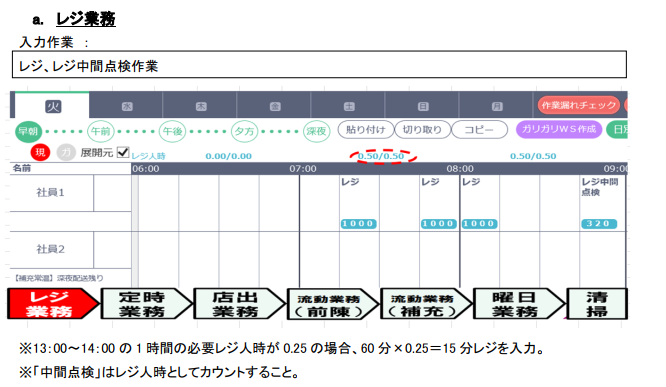 a. レジ業務
入力作業 :
レジ、レジ中間点検作業
火 水 木 金 土 日 月 作業漏れチェック
早朝 午前 午後 夕方 深夜 貼り付け 切り取り コピー ガリガリWS作成 日別
現 ガ 展開元 レジ人時 0.00/0.00 0.50/0.50 0.50/0.50
名前 06:00 07:00 08:00 09:00
社員1 レジ レジ レジ レジ中間
点検
1000 1000 1000 320
社員2
【補充常温】深夜配送残り
レジ 定時 店出 流動業務 流動業務 曜日 清
業務 業務 業務 (前陳) (補充) 業務 掃
※13:00~14:00 の1時間の必要レジ人時が 0.25 の場合、60 分×0.25=15 分レジを入力。
※「中間点検」はレジ人時としてカウントすること。